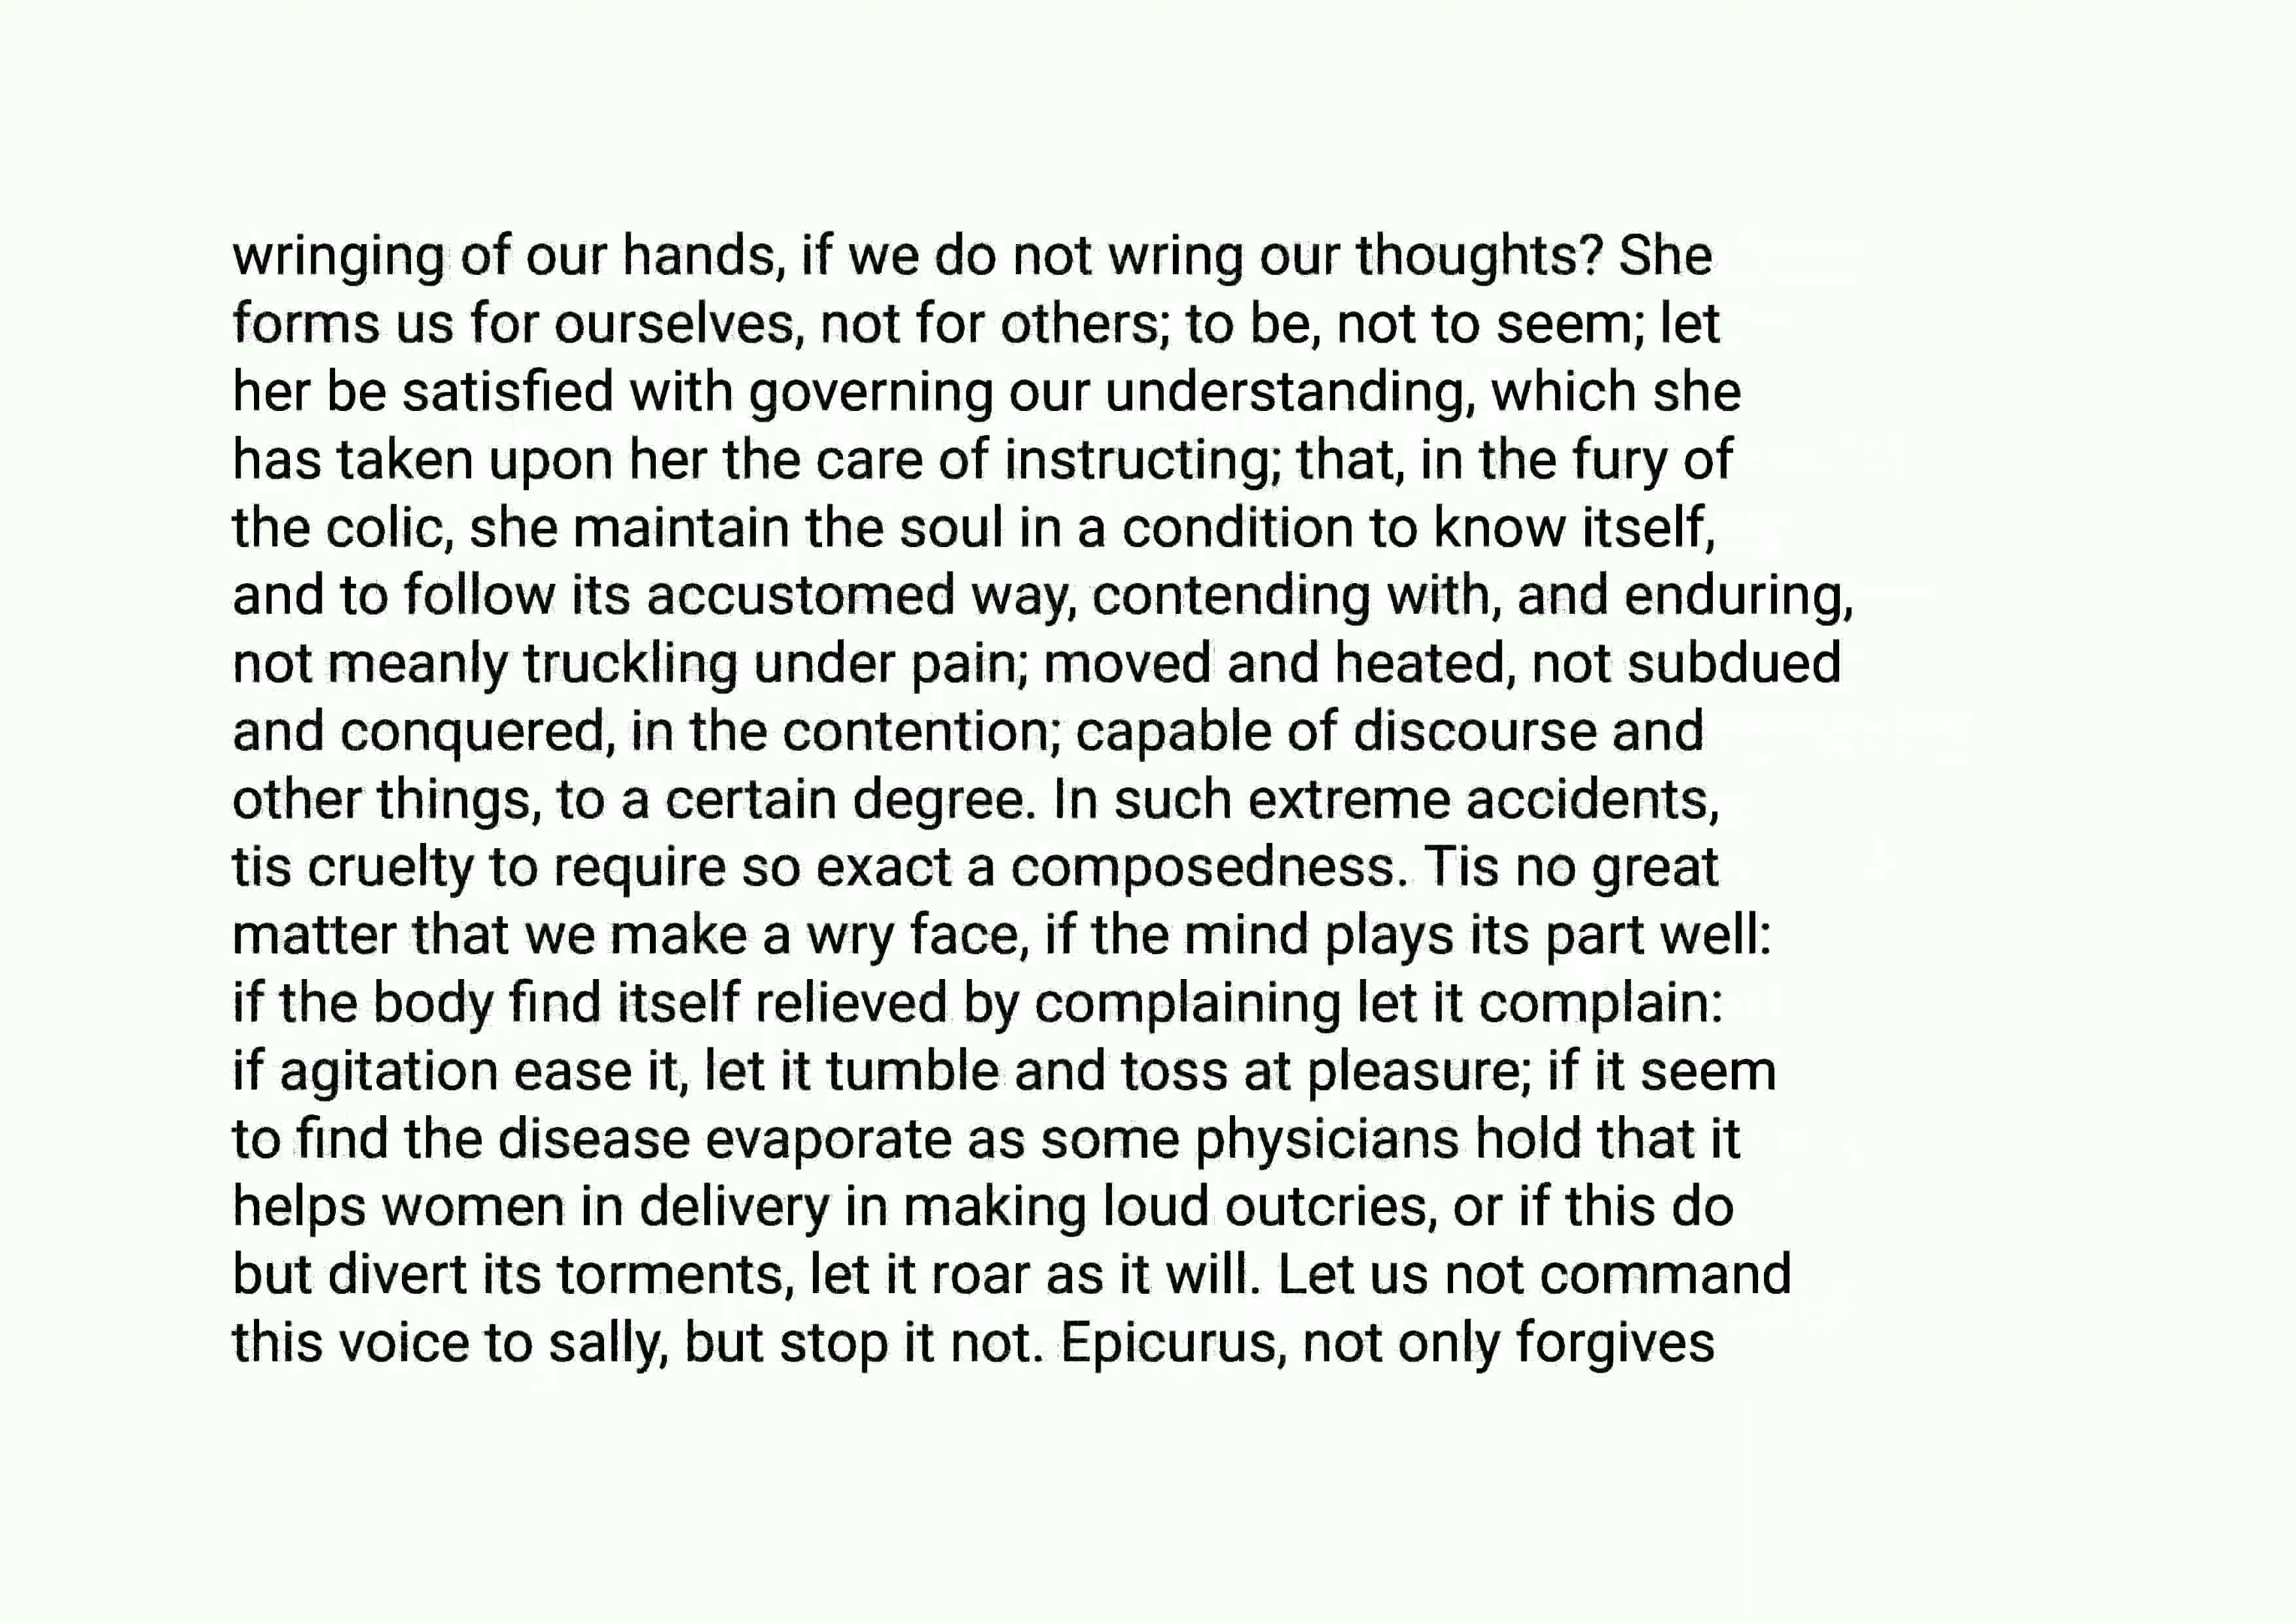 wringing of our hands, if we do not wring our thoughts? She
forms us for ourselves, not for others; to be, not to seem; let
her be satisfied with governing our understanding, which she
has taken upon her the care of instructing; that, in the fury of
the colic, she maintain the soul in a condition to know itself,
and to follow its accustomed way, contending with, and enduring,
not meanly truckling under pain; moved and heated, not subdued
and conquered, in the contention; capable of discourse and
other things, to a certain degree. In such extreme accidents,
tis cruelty to require so exact a composedness. Tis no great
matter that we make a wry face, if the mind plays its part well:
if the body find itself relieved by complaining let it complain:
if agitation ease it, let it tumble and toss at pleasure; if it seem
to find the disease evaporate as some physicians hold that it
helps women in delivery in making loud outcries, or if this do
but divert its torments, let it roar as it will. Let us not command
this voice to sally, but stop it not. Epicurus, not only forgives